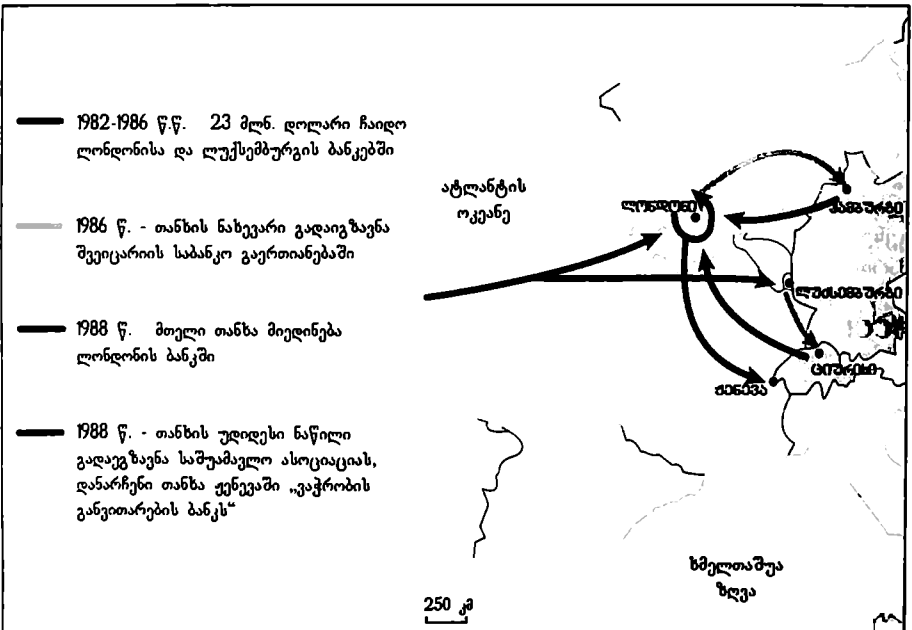 1982-1986 წ.წ. 23 მლნ. დოლარი ჩაიდო
ლონდონისა და ლუქსემბურგის ბანკებში
1986 წ. - თანხის ნახევარი გადაიგზავნა
შვეიცარიის საბანკო გაერთიანებაში
1988 წ. მთელი თანხა მიედინება
ლონდონის ბანკში
1988 წ. - თანხის უდიდესი ნაწილი
გადაეგზავნა საშუამავლო ასოციაციას,
დანარჩენი თანხა ჟენევაში „ვაჭრობის
განვითარების ბანკს“
ატლანტის
ოკეანე
ლონდონი
ჰამბურგი
ლუქსემბურგი
ციურიხი
ჟენევა
ხმელთაშუა
ზღვა
250 კმ